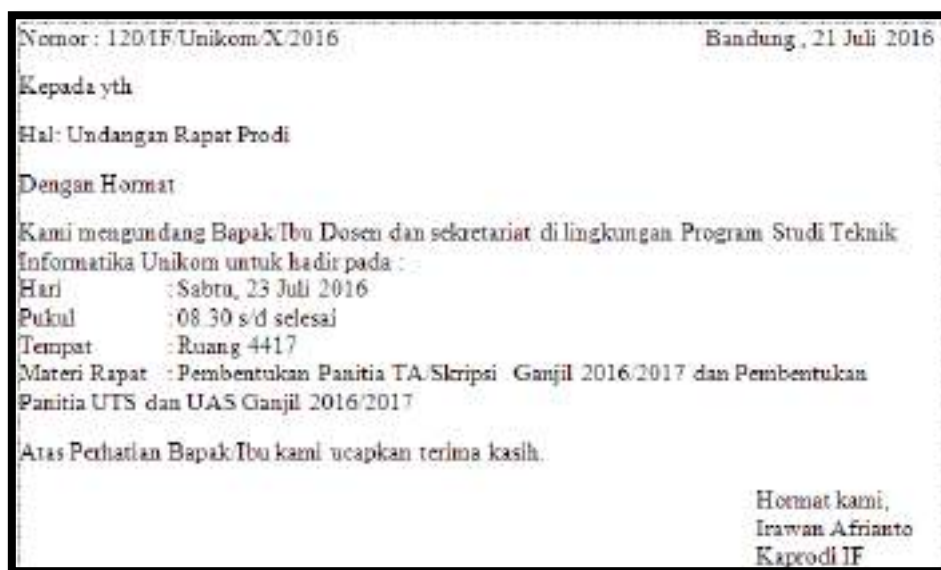 Nomor : 120/IF/Unikom/X/2016 Bandung , 21 Juli 2016
Kepada yth
Hal: Undangan Rapat Prodi
Dengan Hormat
Kami mengundang Bapak/Ibu Dosen dan sekretariat di lingkungan Program Studi Teknik
Informatika Unikom untuk hadir pada :
Hari : Sabtu, 23 Juli 2016
Pukul : 08.30 s/d selesai
Tempat : Ruang 4417
Materi Rapat : Pembentukan Panitia TA/Skripsi Ganjil 2016/2017 dan Pembentukan
Panitia UTS dan UAS Ganjil 2016/2017
Atas Perhatian Bapak/Ibu kami ucapkan terima kasih.
Hormat kami,
Irawan Afrianto
Kaprodi IF